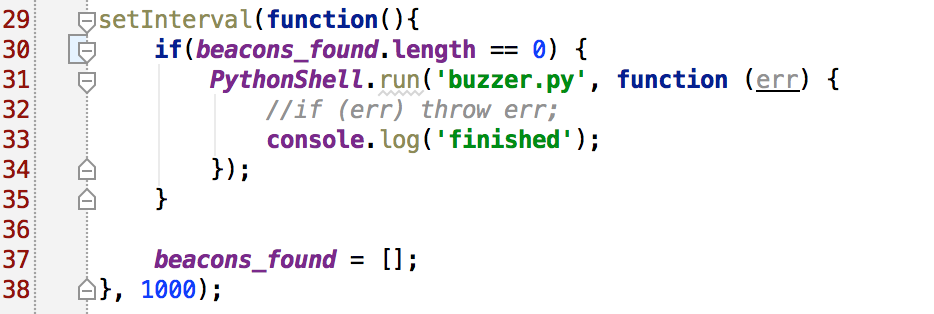 29 setInterval(function(){
30     if(beacons_found.length == 0) {
31         PythonShell.run('buzzer.py', function (err) {
32             //if (err) throw err;
33             console.log('finished');
34         });
35     }
36
37     beacons_found = [];
38 }, 1000);